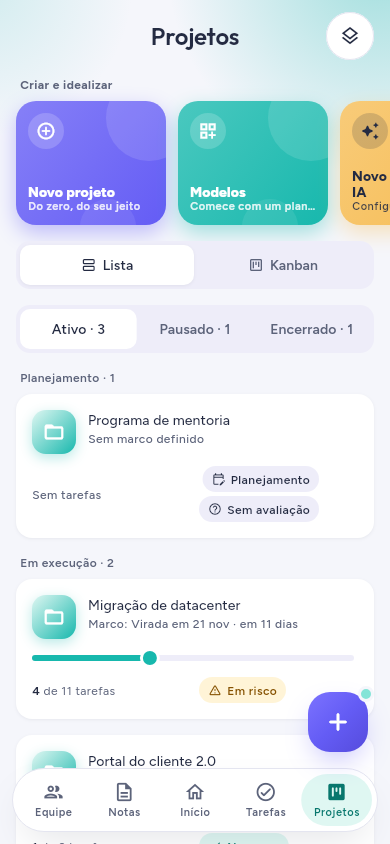 Projetos
Criar e idealizar
Novo projeto
Do zero, do seu jeito
Modelos
Comece com um plan…
Novo
IA
Config
Lista
Kanban
Ativo · 3
Pausado · 1
Encerrado · 1
Planejamento · 1
Programa de mentoria
Sem marco definido
Sem tarefas
Planejamento
Sem avaliação
Em execução · 2
Migração de datacenter
Marco: Virada em 21 nov · em 11 dias
4 de 11 tarefas
Em risco
Portal do cliente 2.0
Equipe
Notas
Início
Tarefas
Projetos